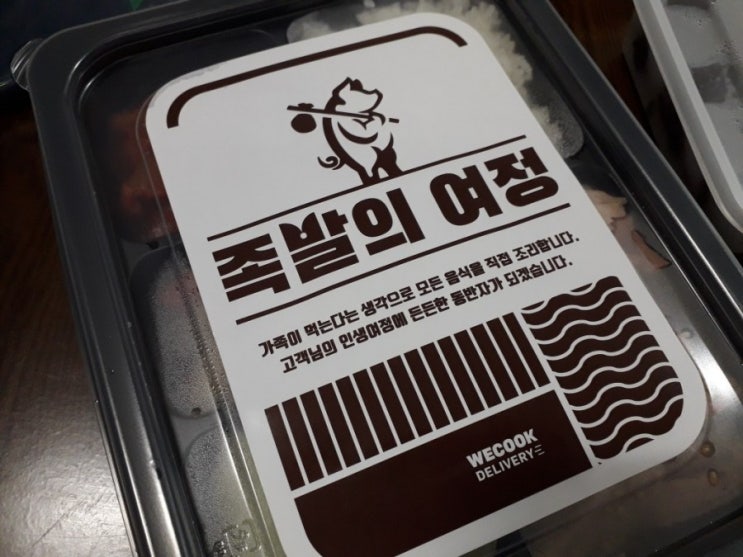 족발의 여정
가족이 먹는다는 생각으로 모든 음식을 직접 조리합니다.
고객님의 인생여정에 든든한 동반자가 되겠습니다.
WECOOK
DELIVERY